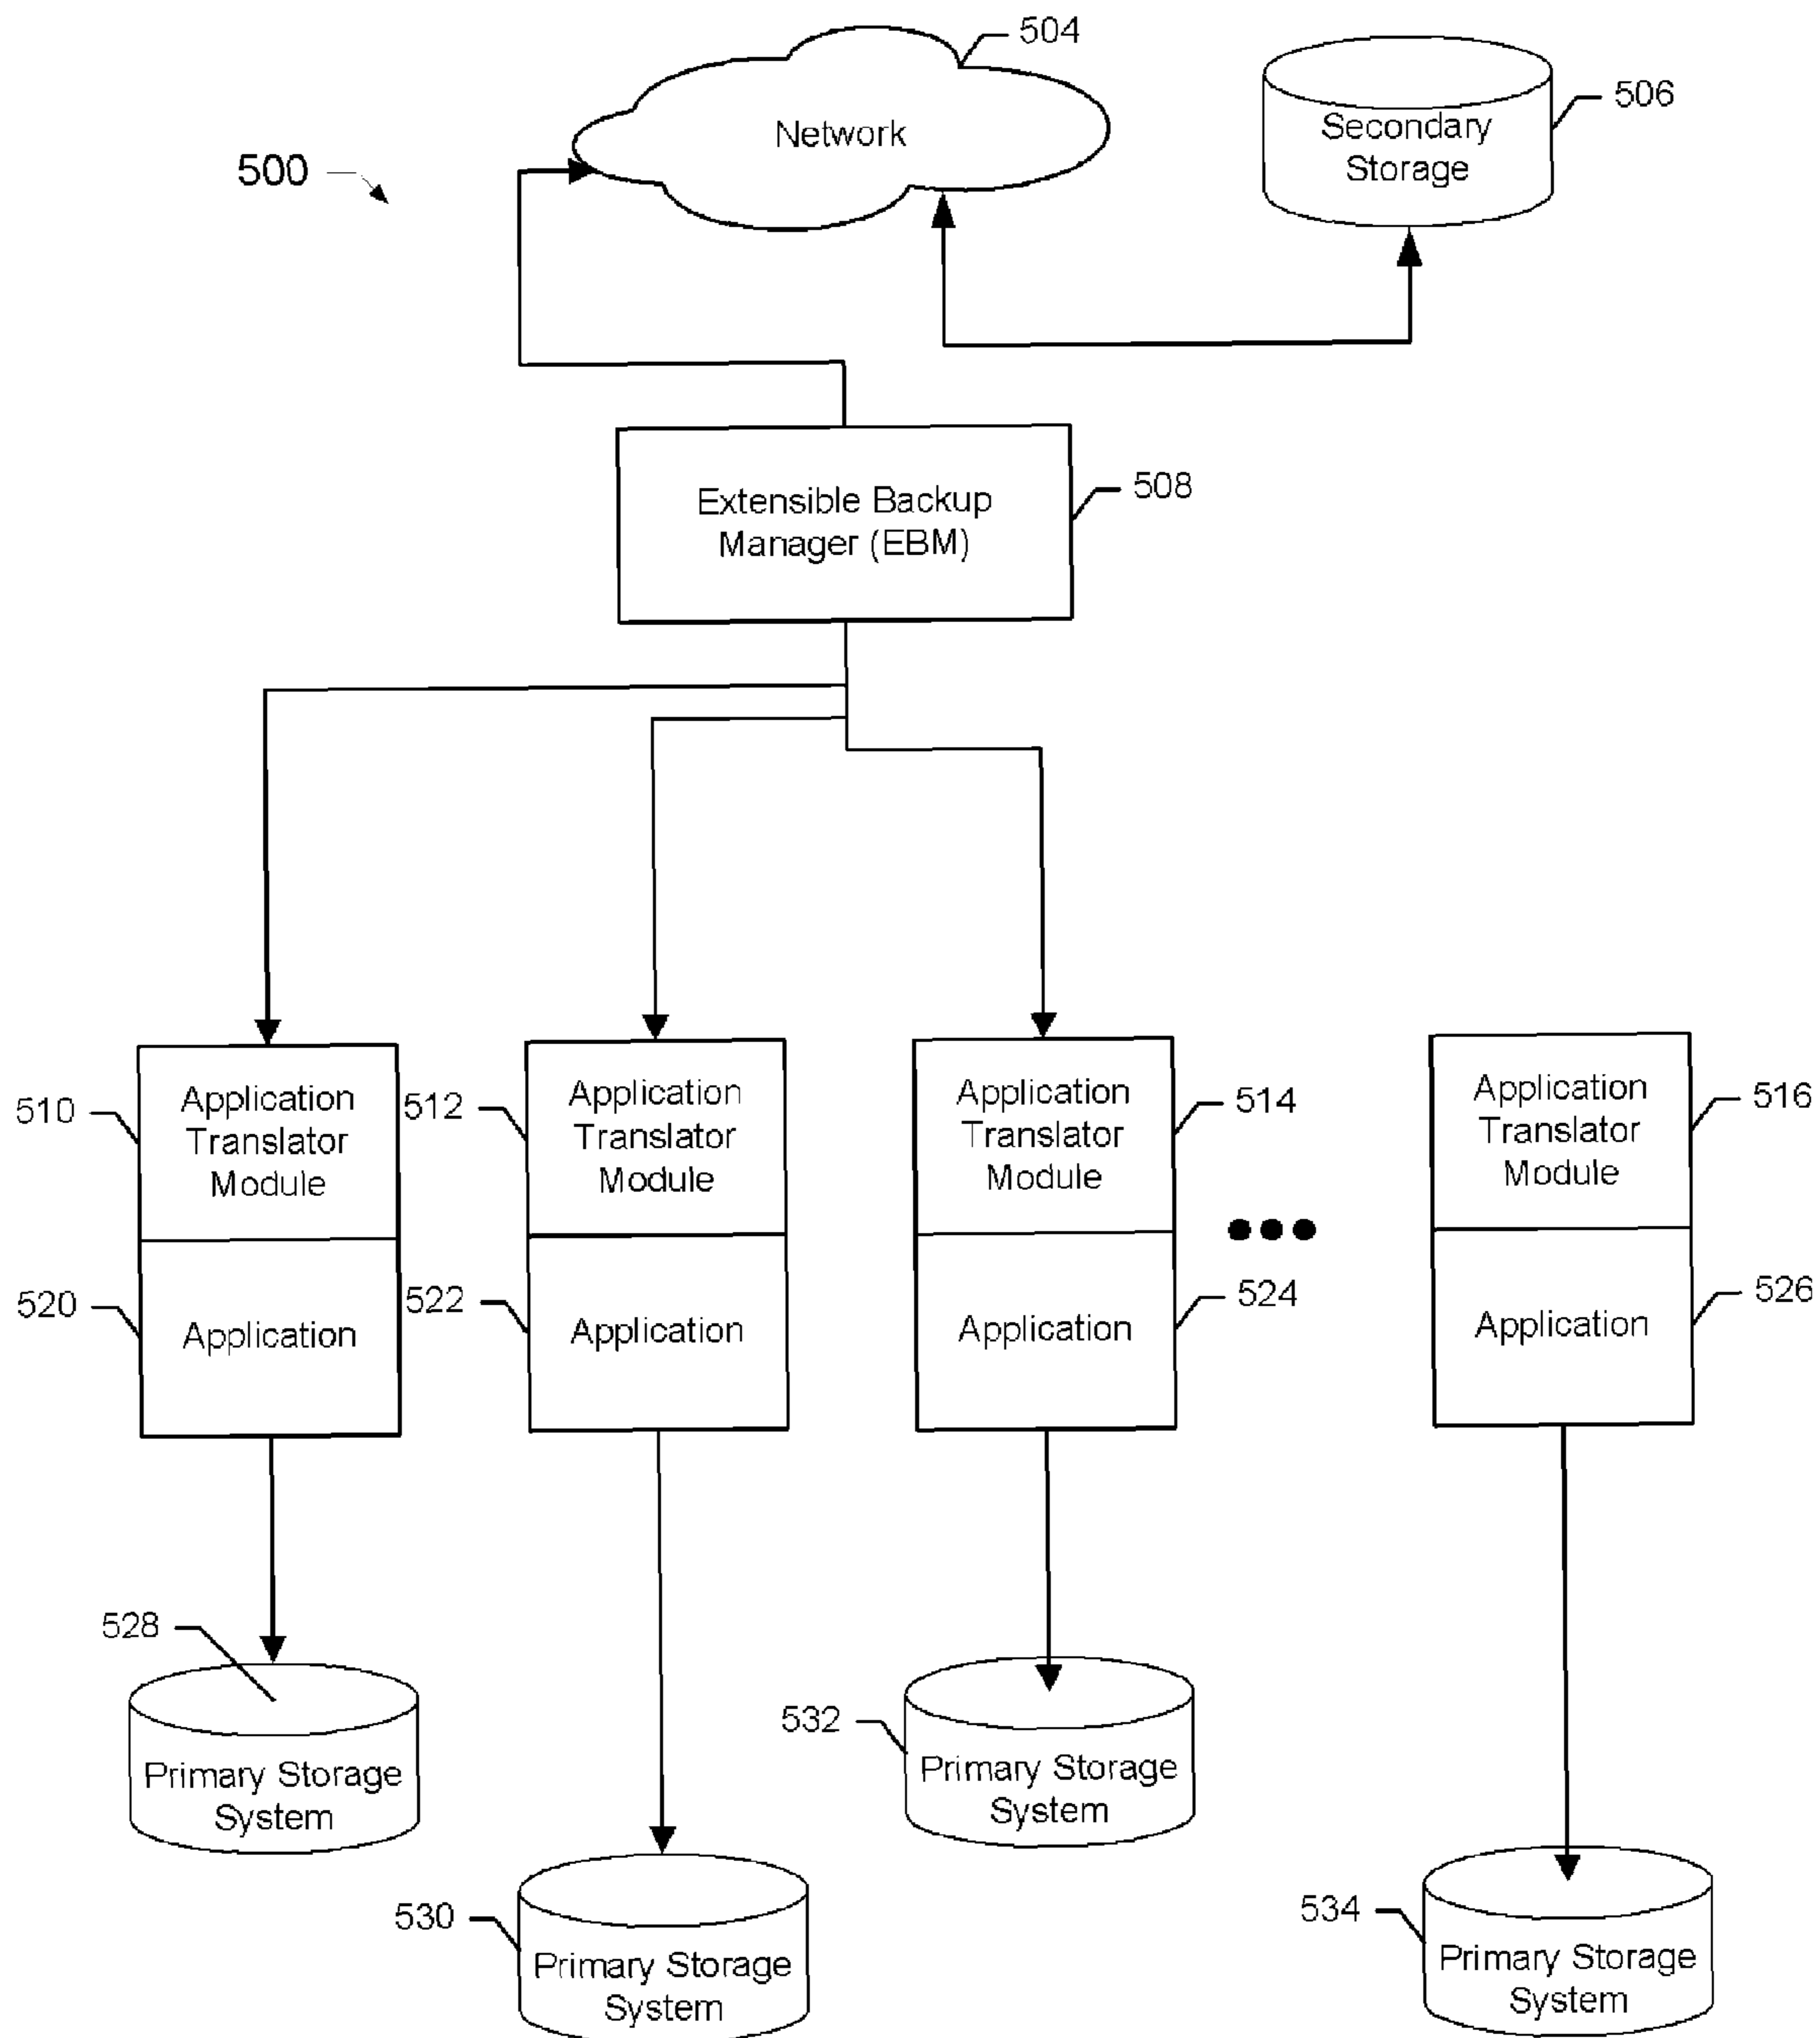 504
Network
506
Secondary
Storage
500
Extensible Backup
Manager (EBM)
508
510
Application
Translator
Module
512
Application
Translator
Module
514
Application
Translator
Module
516
Application
Translator
Module
520
Application
522
Application
524
Application
526
Application
528
Primary Storage
System
530
Primary Storage
System
532
Primary Storage
System
534
Primary Storage
System